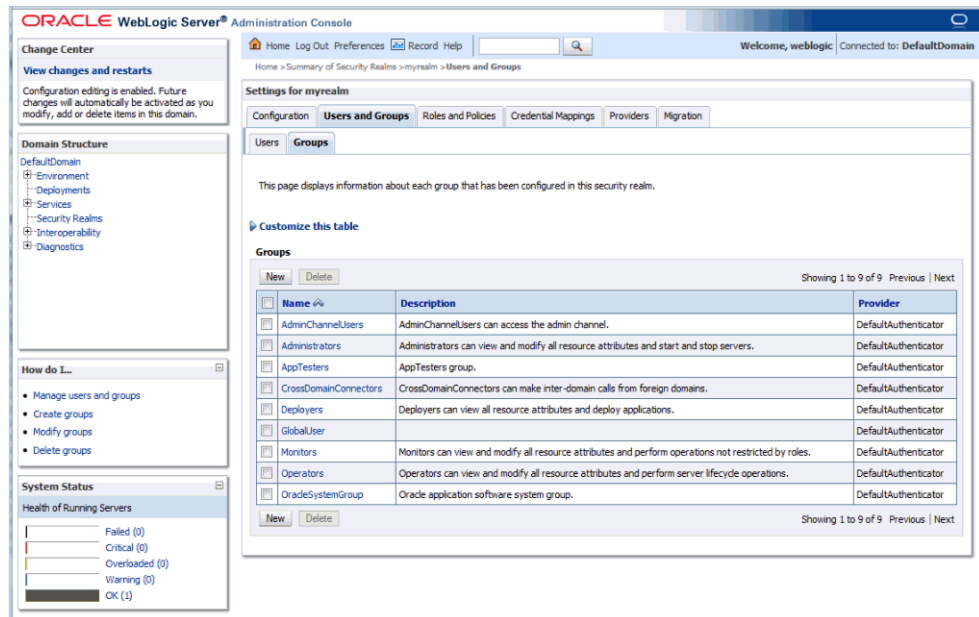 ORACLE WebLogic Server® Administration Console
Change Center
View changes and restarts
Configuration editing is enabled. Future
changes will automatically be activated as you
modify, add or delete items in this domain.
Domain Structure
DefaultDomain
Environment
Deployments
Services
Security Realms
Interoperability
Diagnostics
How do I...
Manage users and groups
Create groups
Modify groups
Delete groups
System Status
Health of Running Servers
Failed (0)
Critical (0)
Overloaded (0)
Warning (0)
OK (1)
Home Log Out Preferences Record Help
Welcome, weblogic Connected to: DefaultDomain
Home >Summary of Security Realms >myrealm >Users and Groups
Settings for myrealm
Configuration Users and Groups Roles and Policies Credential Mappings Providers Migration
Users Groups
This page displays information about each group that has been configured in this security realm.
Customize this table
Groups
New Delete Showing 1 to 9 of 9 Previous | Next
Name Description Provider
AdminChannelUsers AdminChannelUsers can access the admin channel. DefaultAuthenticator
Administrators Administrators can view and modify all resource attributes and start and stop servers. DefaultAuthenticator
AppTesters AppTesters group. DefaultAuthenticator
CrossDomainConnectors CrossDomainConnectors can make inter-domain calls from foreign domains. DefaultAuthenticator
Deployers Deployers can view all resource attributes and deploy applications. DefaultAuthenticator
GlobalUser DefaultAuthenticator
Monitors Monitors can view and modify all resource attributes and perform operations not restricted by roles. DefaultAuthenticator
Operators Operators can view and modify all resource attributes and perform server lifecycle operations. DefaultAuthenticator
OracleSystemGroup Oracle application software system group. DefaultAuthenticator
New Delete Showing 1 to 9 of 9 Previous | Next